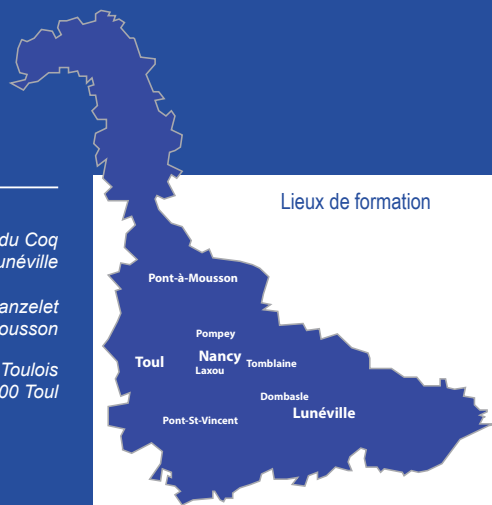 du Coq
unéville
anzelet
ousson
Toulois
00 Toul
Lieux de formation
Pont-à-Mousson
Pompey
Toul
Nancy
Laxou
Tomblaine
Dombasle
Lunéville
Pont-St-Vincent